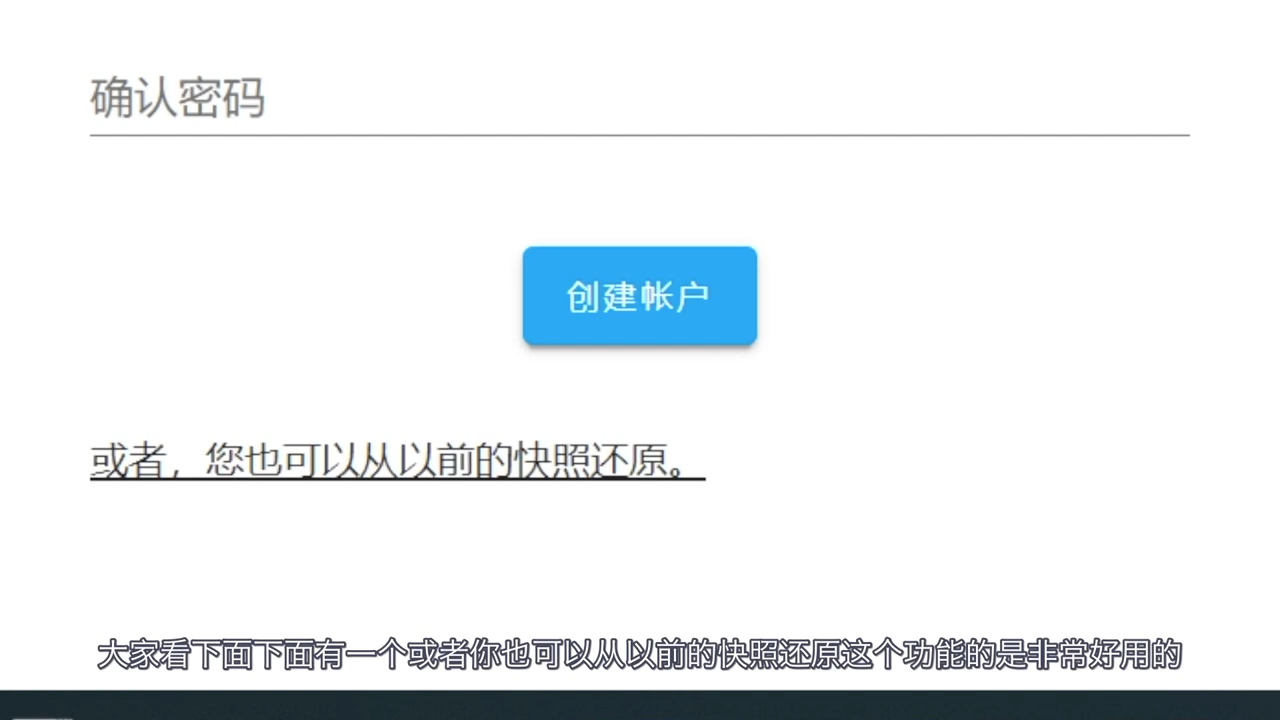 确认密码
创建帐户
或者，您也可以从以前的快照还原。
大家看下面下面有一个或者你也可以从以前的快照还原这个功能的是非常好用的